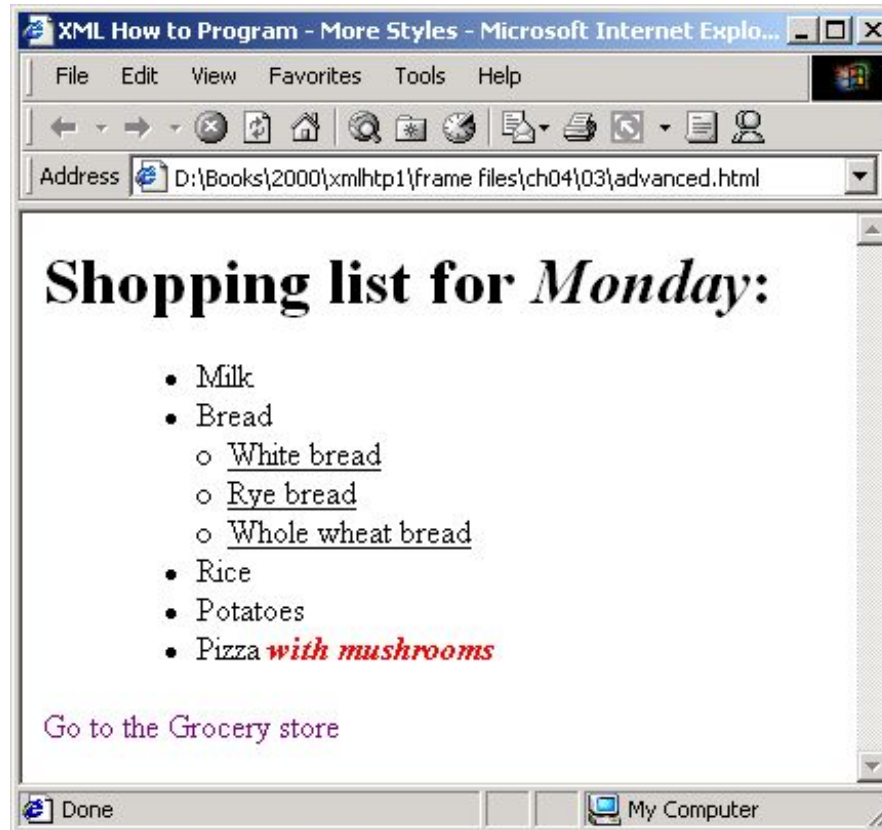 XML How to Program - More Styles - Microsoft Internet Explo...
File Edit View Favorites Tools Help
Address D:\Books\2000\xmlhtp1\frame files\ch04\03\advanced.html
Shopping list for Monday:
Milk
Bread
White bread
Rye bread
Whole wheat bread
Rice
Potatoes
Pizza with mushrooms
Go to the Grocery store
Done My Computer